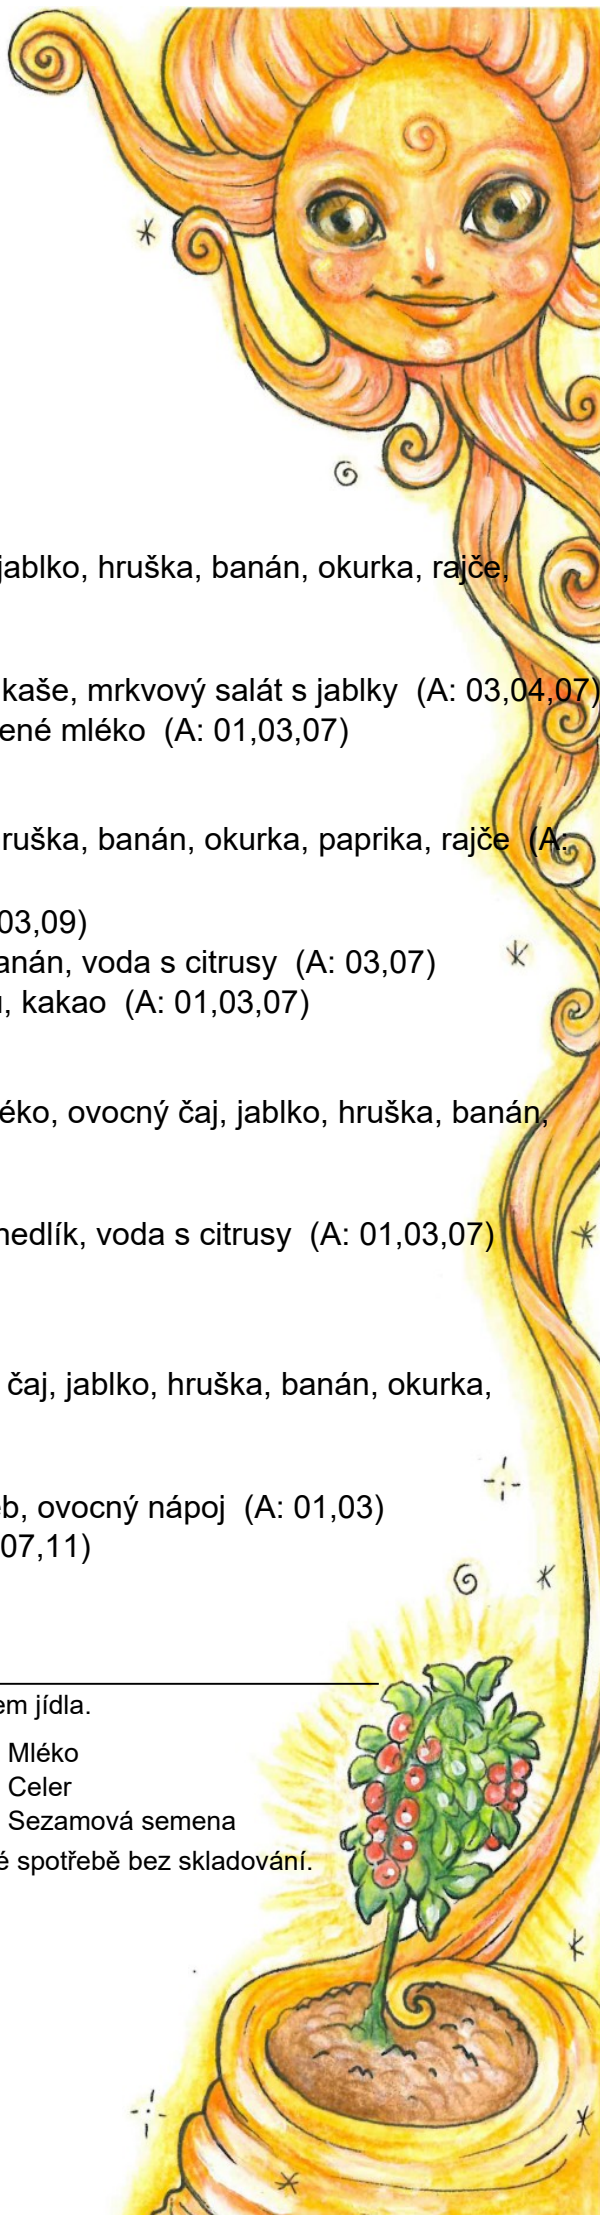 jablko, hruška, banán, okurka, rajče,
kaše, mrkvový salát s jablky (A: 03,04,07)
ené mléko (A: 01,03,07)
ruška, banán, okurka, paprika, rajče (A:
03,09)
anán, voda s citrusy (A: 03,07)
, kakao (A: 01,03,07)
éko, ovocný čaj, jablko, hruška, banán,
nedlík, voda s citrusy (A: 01,03,07)
čaj, jablko, hruška, banán, okurka,
b, ovocný nápoj (A: 01,03)
07,11)
em jídla.
Mléko
Celer
Sezamová semena
é spotřebě bez skladování.